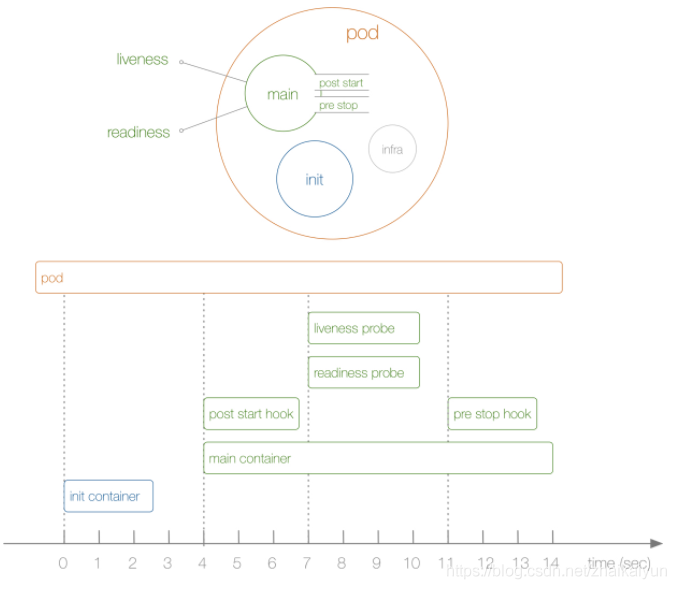 pod
liveness
main
post start
pre stop
readiness
infra
init
pod
liveness probe
readiness probe
post start hook
pre stop hook
main container
init container
0 1 2 3 4 5 6 7 8 9 10 11 12 13 14 time (sec)
https://blog.csdn.net/zhaikaiyun